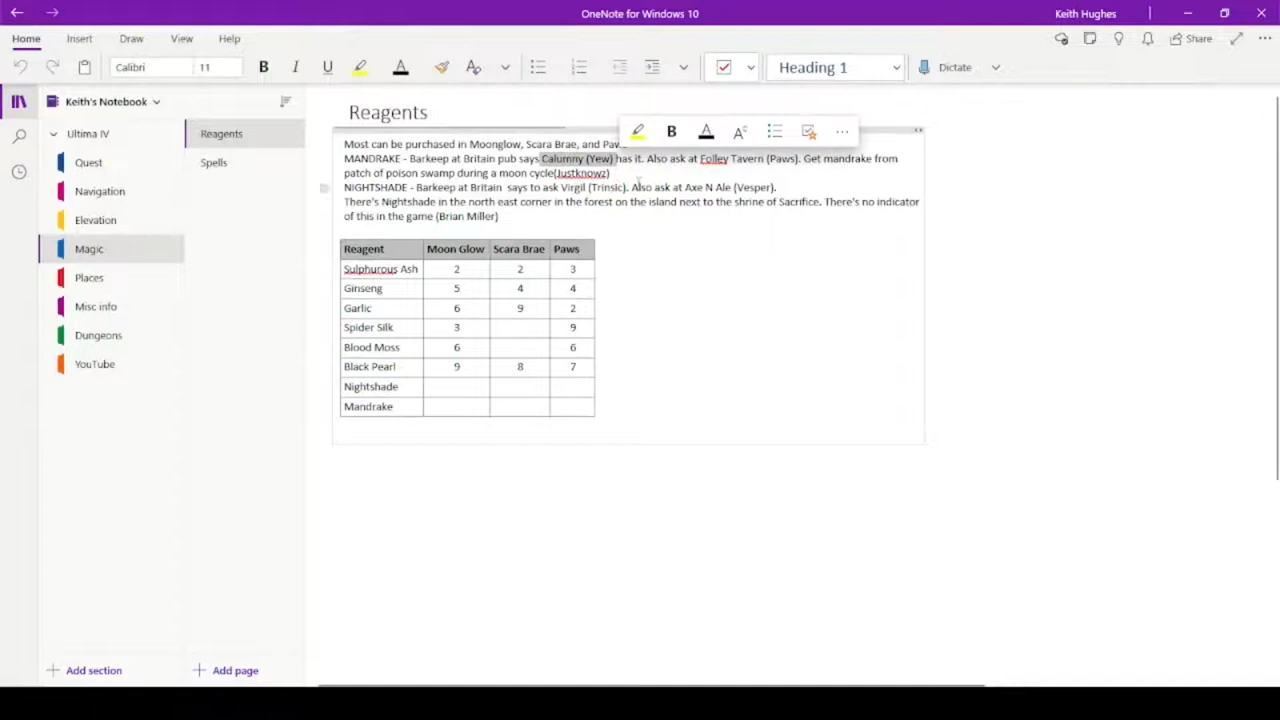 OneNote for Windows 10
Keith Hughes
Home Insert Draw View Help
Share
Calibri 11 B I U A Heading 1 Dictate
Keith's Notebook
Ultima IV
Quest
Navigation
Elevation
Magic
Places
Misc info
Dungeons
YouTube
Add section
Reagents
Spells
Add page
Reagents
B A
Most can be purchased in Moonglow, Scara Brae, and
MANDRAKE - Barkeep at Britain pub says Calumny (Yew) has it. Also ask at Folley Tavern (Paws). Get mandrake from
patch of poison swamp during a moon cycle(Justknowz)
NIGHTSHADE - Barkeep at Britain says to ask Virgil (Trinsic). Also ask at Axe N Ale (Vesper).
There's Nightshade in the north east corner in the forest on the island next to the shrine of Sacrifice. There's no indicator
of this in the game (Brian Miller)
Reagent Moon Glow Scara Brae Paws
Sulphurous Ash 2 2 3
Ginseng 5 4 4
Garlic 6 9 2
Spider Silk 3 9
Blood Moss 6 6
Black Pearl 9 8 7
Nightshade
Mandrake